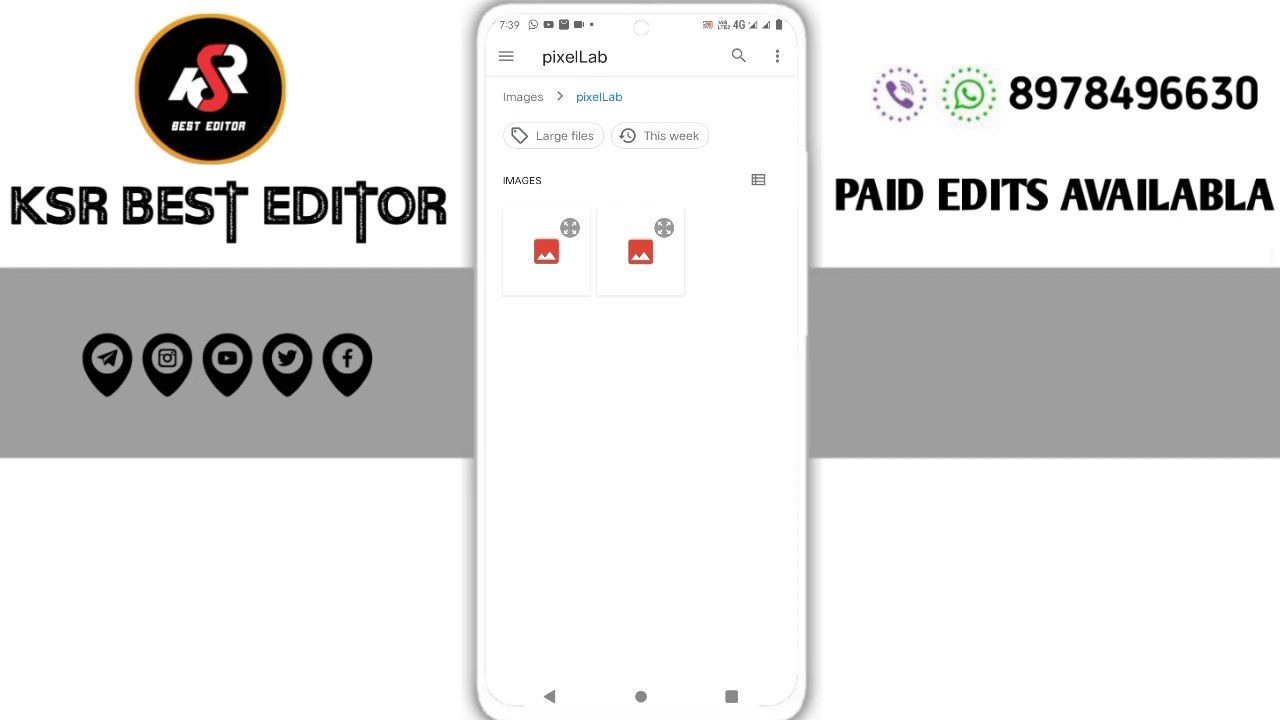 KSR
BEST EDITOR
KSR BEST EDITOR
7:39
VoLTE2 4G
pixelLab
Images > pixelLab
Large files
This week
IMAGES
8978496630
PAID EDITS AVAILABLA